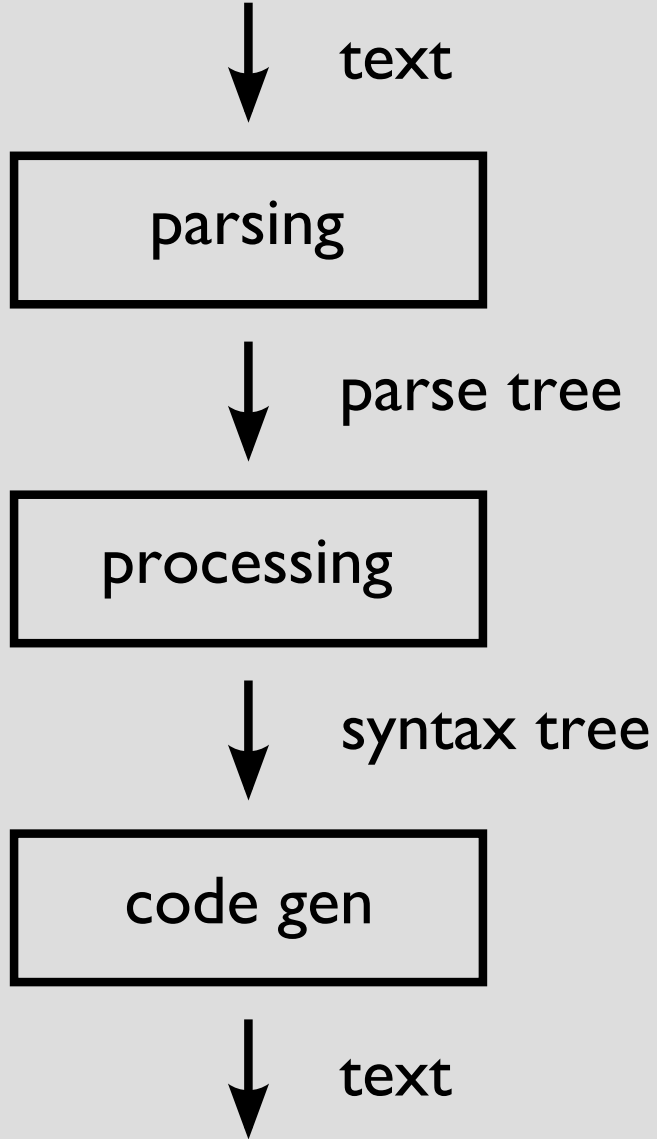 text
parsing
parse tree
processing
syntax tree
code gen
text